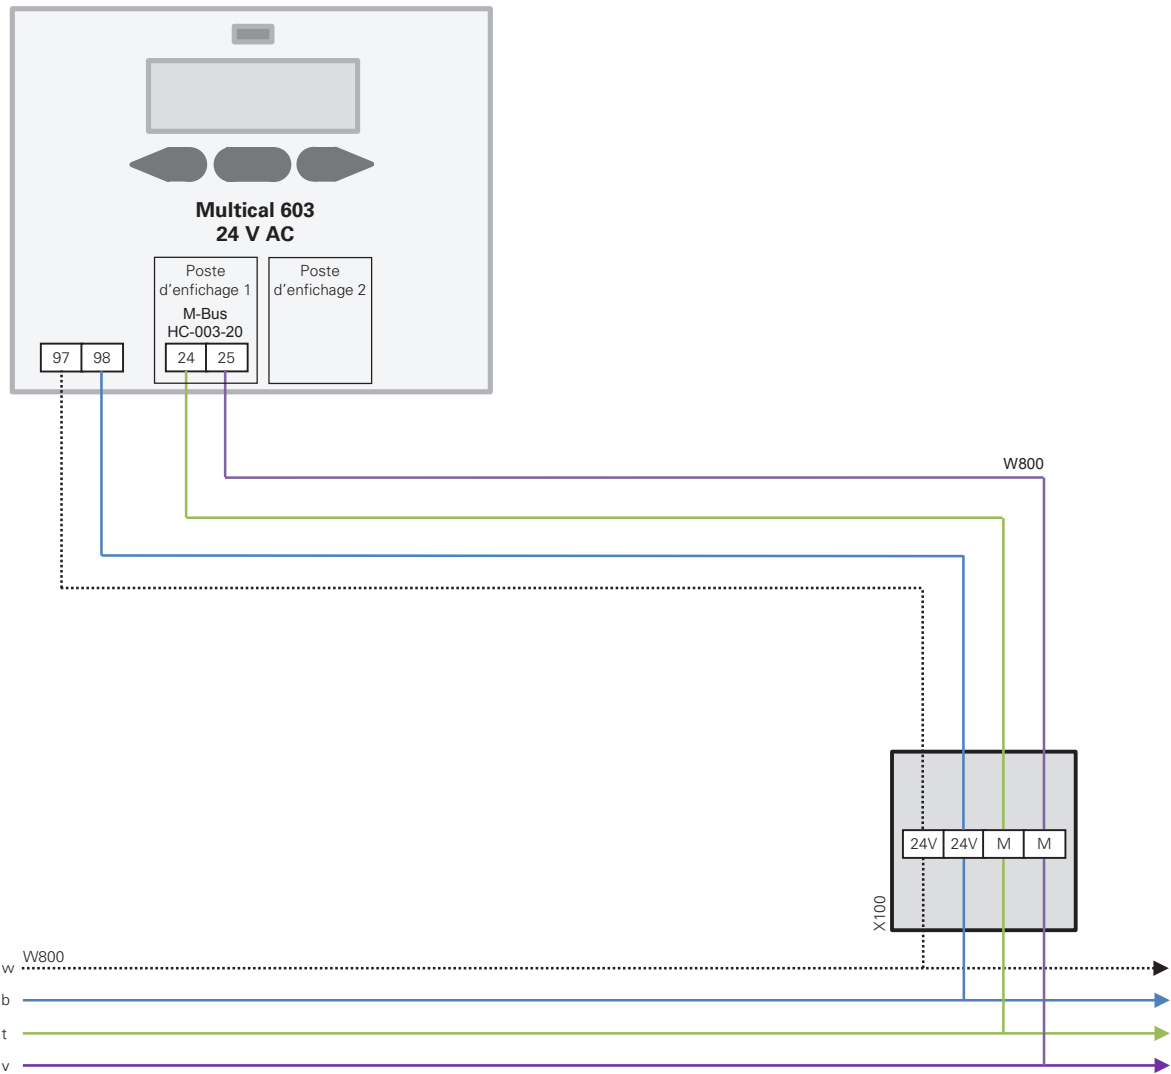 Multical 603
24 V AC
Poste
d'enfichage 1
M-Bus
HC-003-20
Poste
d'enfichage 2
97 98
24 25
W800
24V 24V M M
X100
W800
w
b
t
v